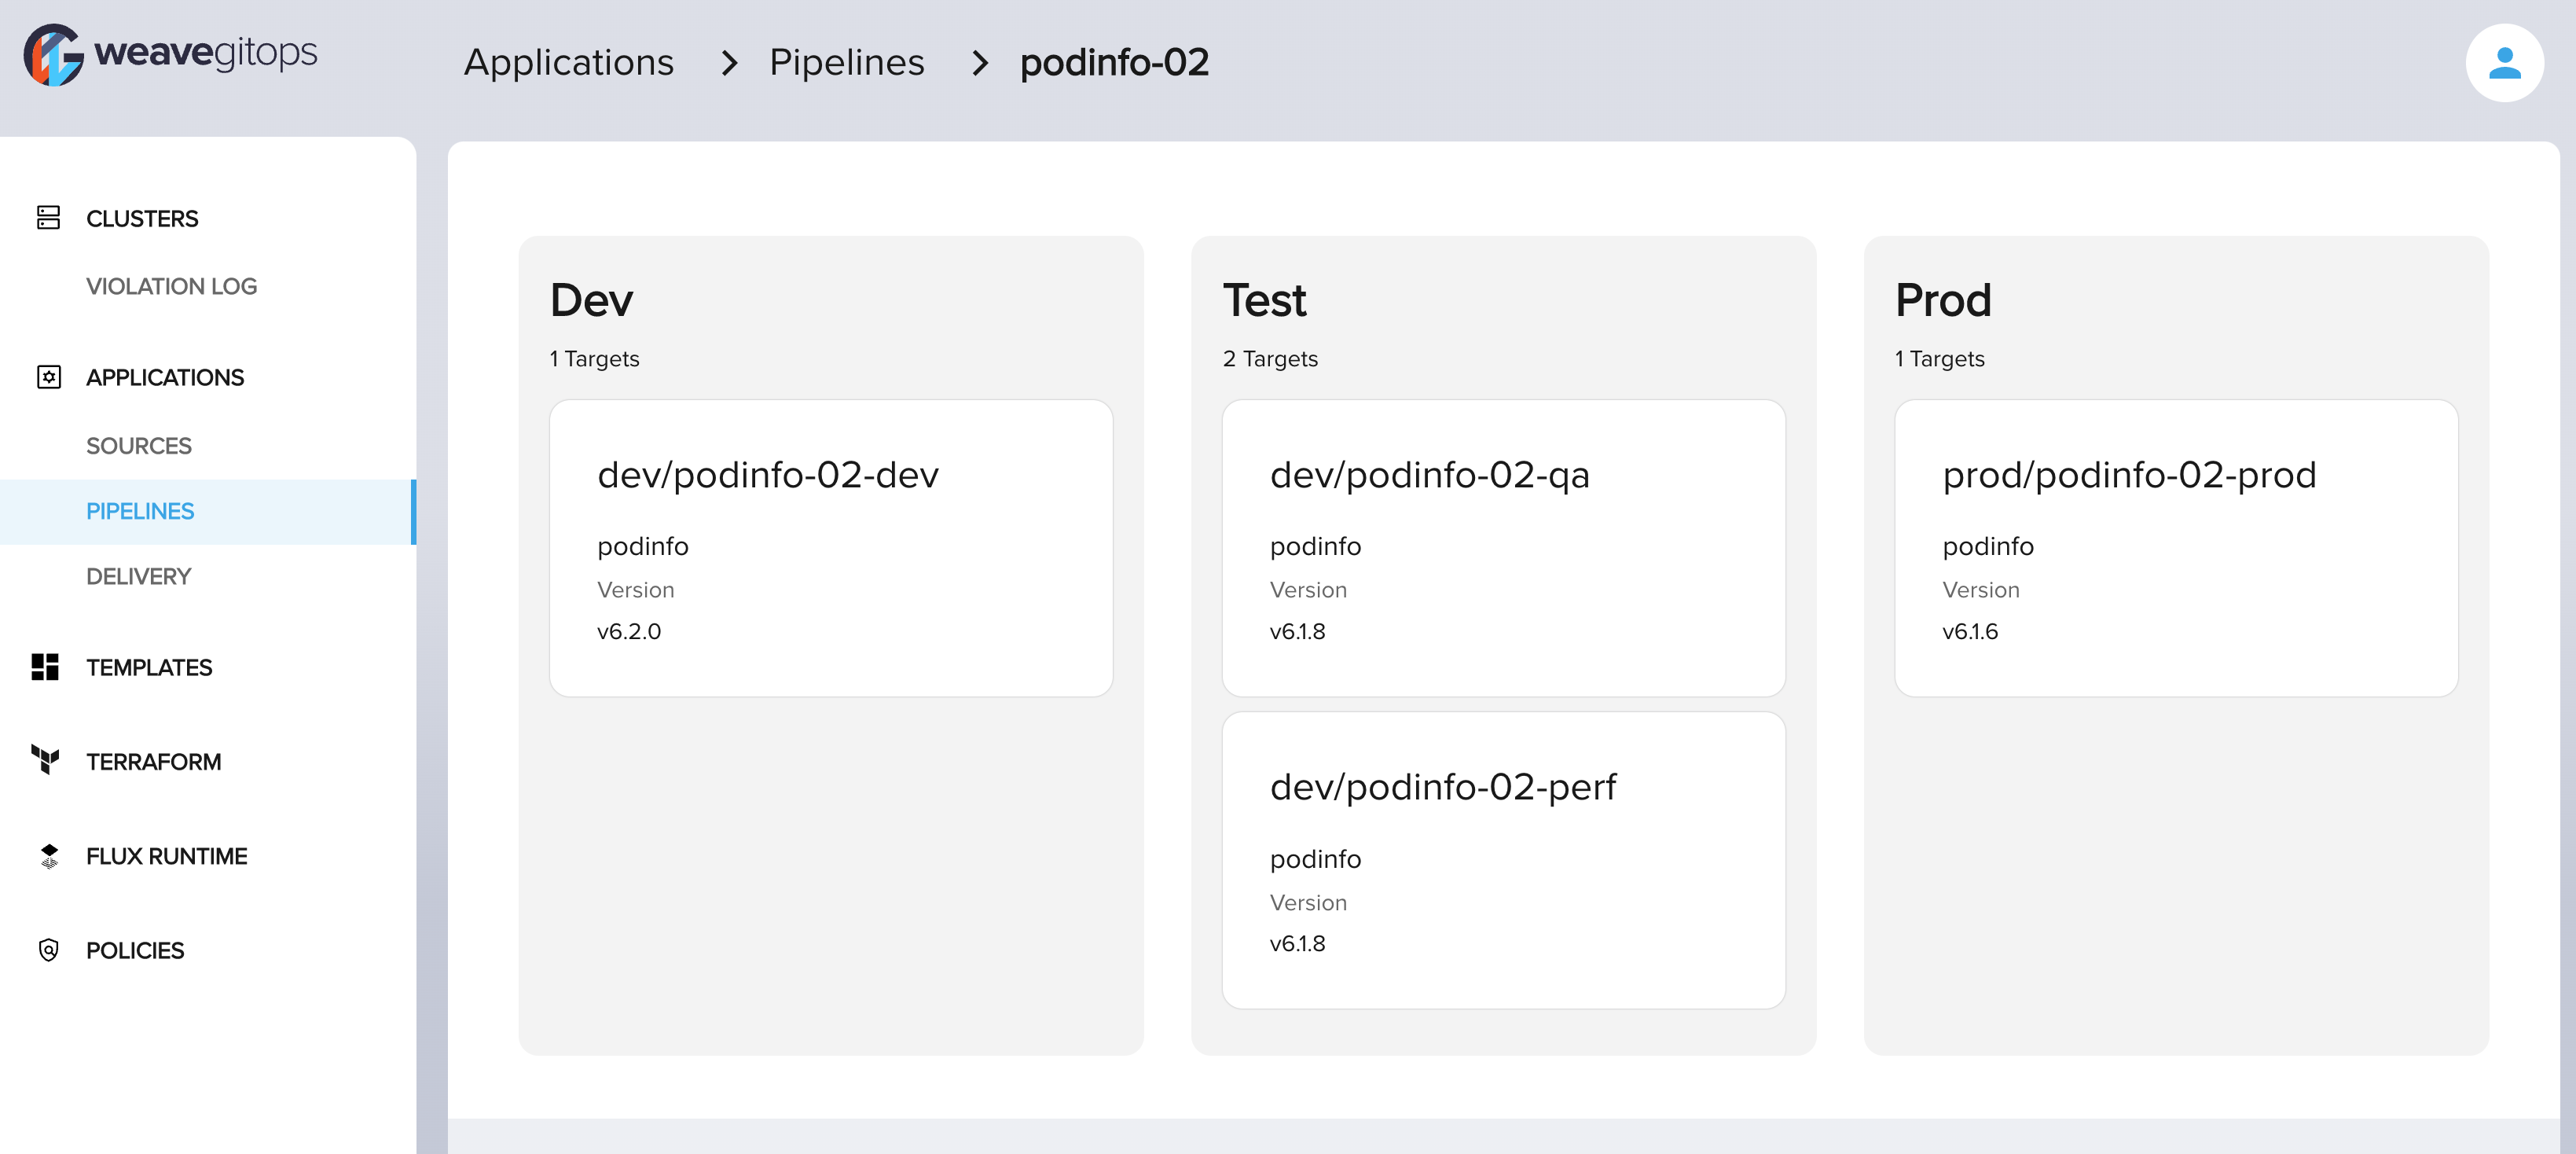 weavegitops
Applications > Pipelines > podinfo-02
CLUSTERS
VIOLATION LOG
APPLICATIONS
SOURCES
PIPELINES
DELIVERY
TEMPLATES
TERRAFORM
FLUX RUNTIME
POLICIES
Dev
1 Targets
dev/podinfo-02-dev
podinfo
Version
v6.2.0
Test
2 Targets
dev/podinfo-02-qa
podinfo
Version
v6.1.8
dev/podinfo-02-perf
podinfo
Version
v6.1.8
Prod
1 Targets
prod/podinfo-02-prod
podinfo
Version
v6.1.6